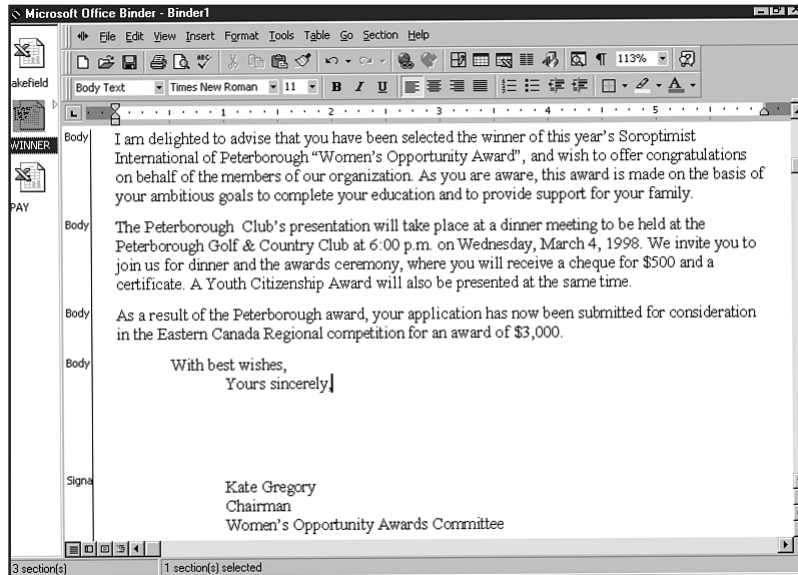 Microsoft Office Binder - Binder1
File Edit View Insert Format Tools Table Go Section Help
113%
Body Text Times New Roman 11 B I U A
akefield
WINNER
PAY
1 2 3 4 5
Body I am delighted to advise that you have been selected the winner of this year's Soroptimist
International of Peterborough “Women's Opportunity Award”, and wish to offer congratulations
on behalf of the members of our organization. As you are aware, this award is made on the basis of
your ambitious goals to complete your education and to provide support for your family.
Body The Peterborough Club's presentation will take place at a dinner meeting to be held at the
Peterborough Golf & Country Club at 6:00 p.m. on Wednesday, March 4, 1998. We invite you to
join us for dinner and the awards ceremony, where you will receive a cheque for $500 and a
certificate. A Youth Citizenship Award will also be presented at the same time.
Body As a result of the Peterborough award, your application has now been submitted for consideration
in the Eastern Canada Regional competition for an award of $3,000.
Body With best wishes,
Yours sincerely,
Signa Kate Gregory
Chairman
Women's Opportunity Awards Committee
3 section(s) 1 section(s) selected